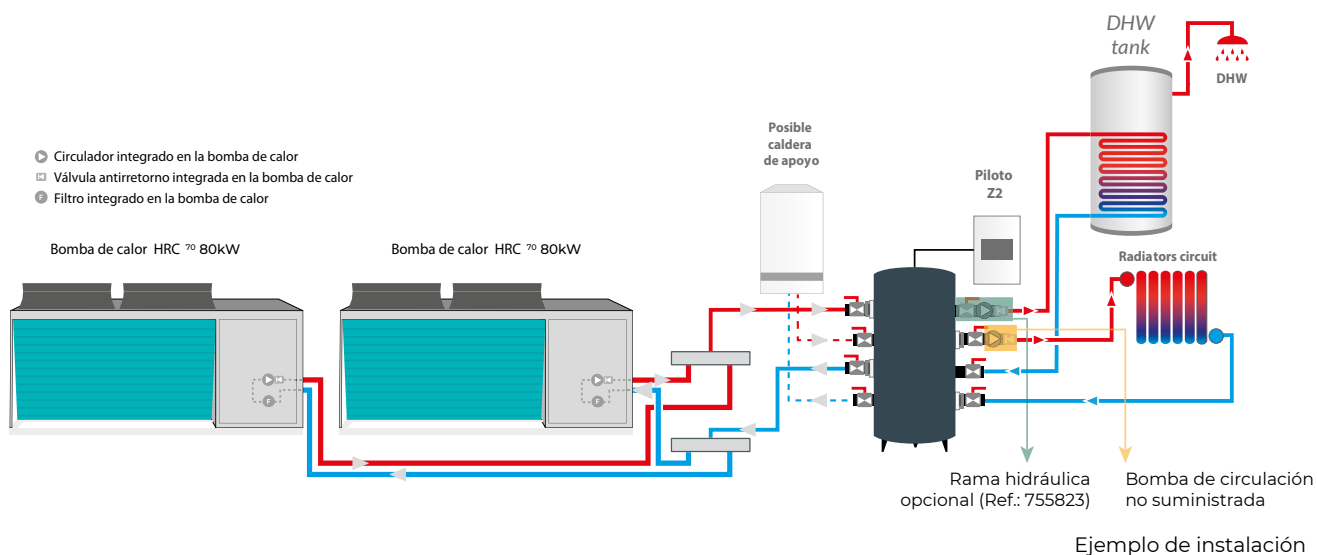 DHW
tank
DHW
Posible
caldera
de apoyo
Circulador integrado en la bomba de calor
Válvula antirretorno integrada en la bomba de calor
F Filtro integrado en la bomba de calor
Piloto
Z2
Bomba de calor HRC ⁷⁰ 80kW
Bomba de calor HRC ⁷⁰ 80kW
Radiators circuit
F
F
Rama hidráulica
opcional (Ref.: 755823)
Bomba de circulación
no suministrada
Ejemplo de instalación